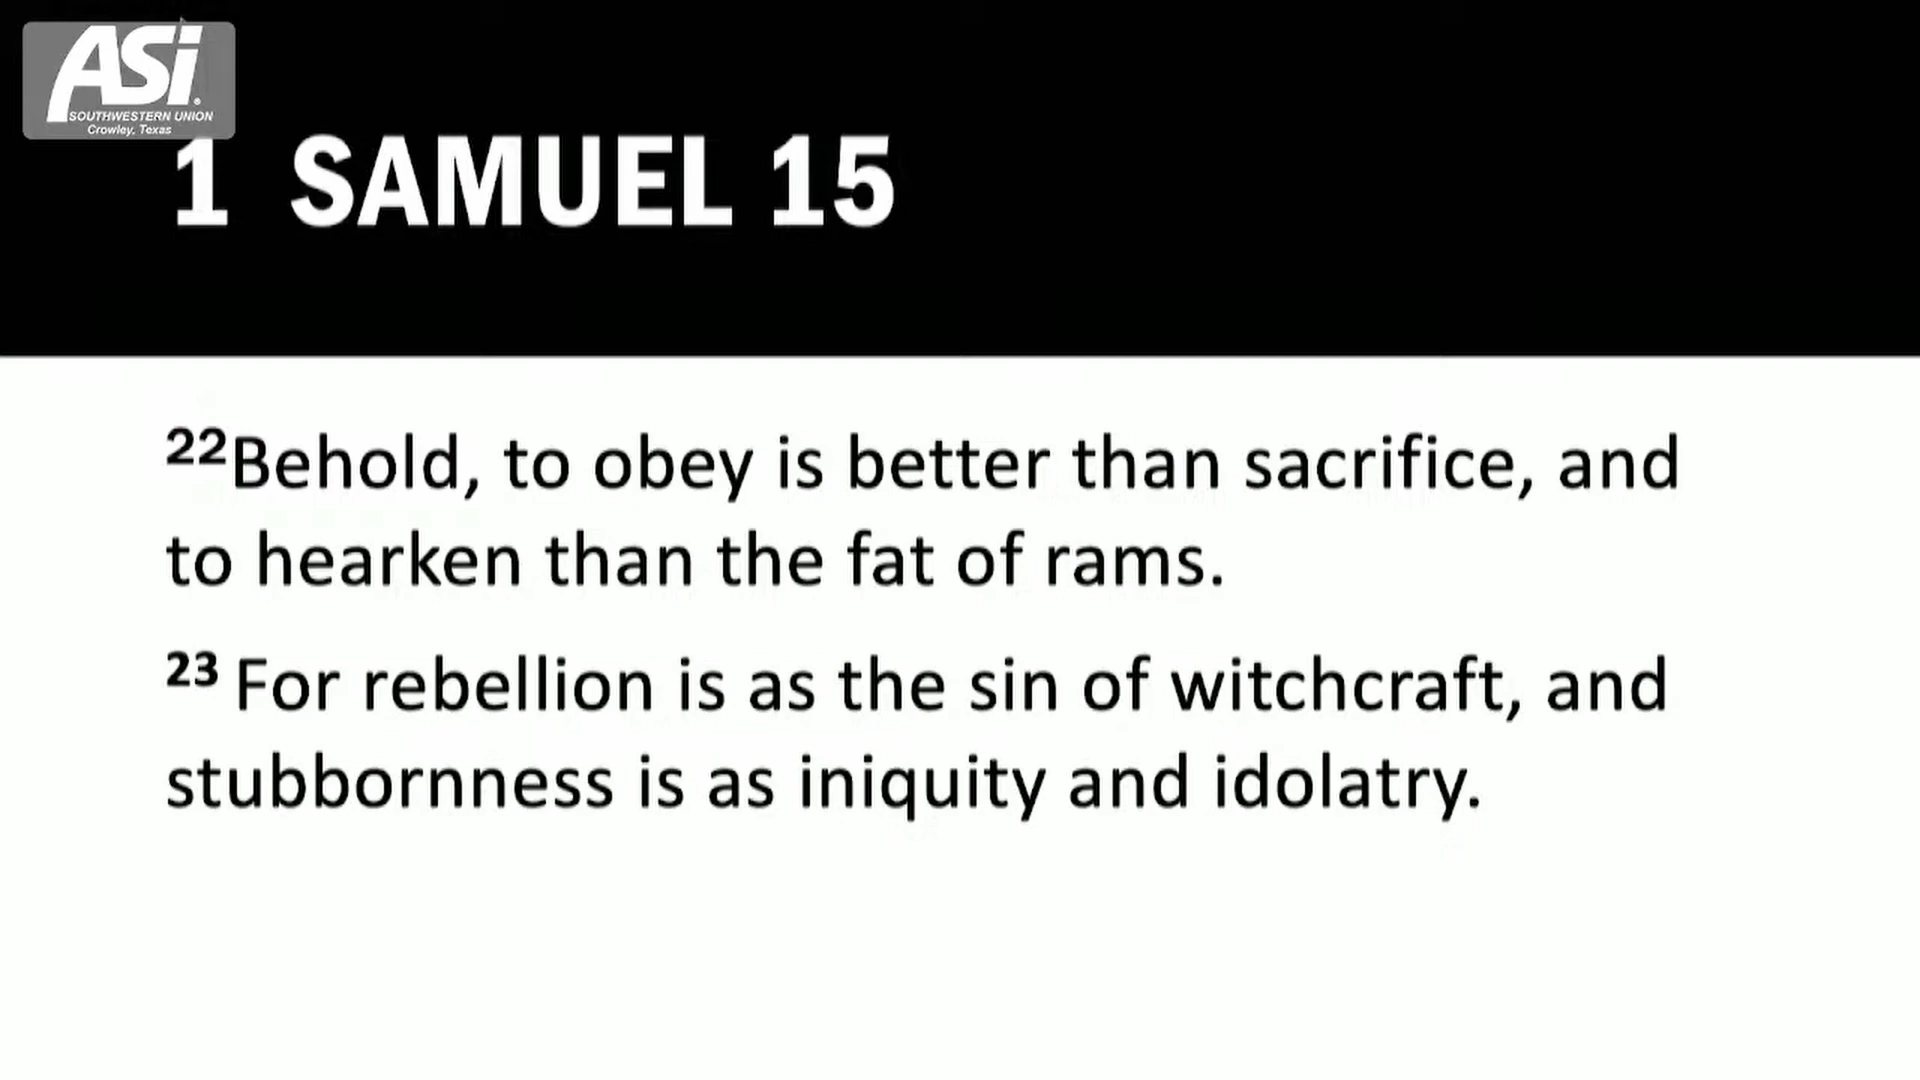 ASi.
SOUTHWESTERN UNION
Crowley, Texas
1 SAMUEL 15
22Behold, to obey is better than sacrifice, and
to hearken than the fat of rams.
23 For rebellion is as the sin of witchcraft, and
stubbornness is as iniquity and idolatry.